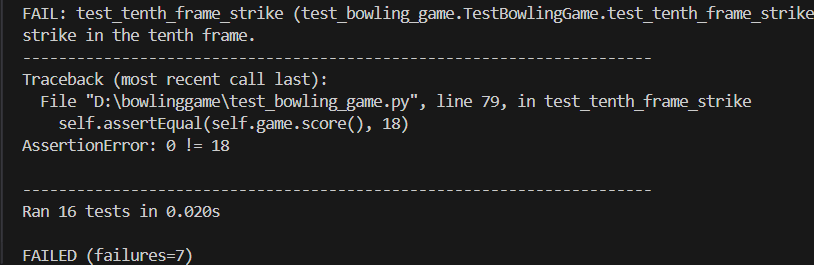 FAIL: test_tenth_frame_strike (test_bowling_game.TestBowlingGame.test_tenth_frame_strike
strike in the tenth frame.
----------------------------------------------------------------------
Traceback (most recent call last):
  File "D:\bowlinggame\test_bowling_game.py", line 79, in test_tenth_frame_strike
    self.assertEqual(self.game.score(), 18)
AssertionError: 0 != 18
----------------------------------------------------------------------
Ran 16 tests in 0.020s
FAILED (failures=7)